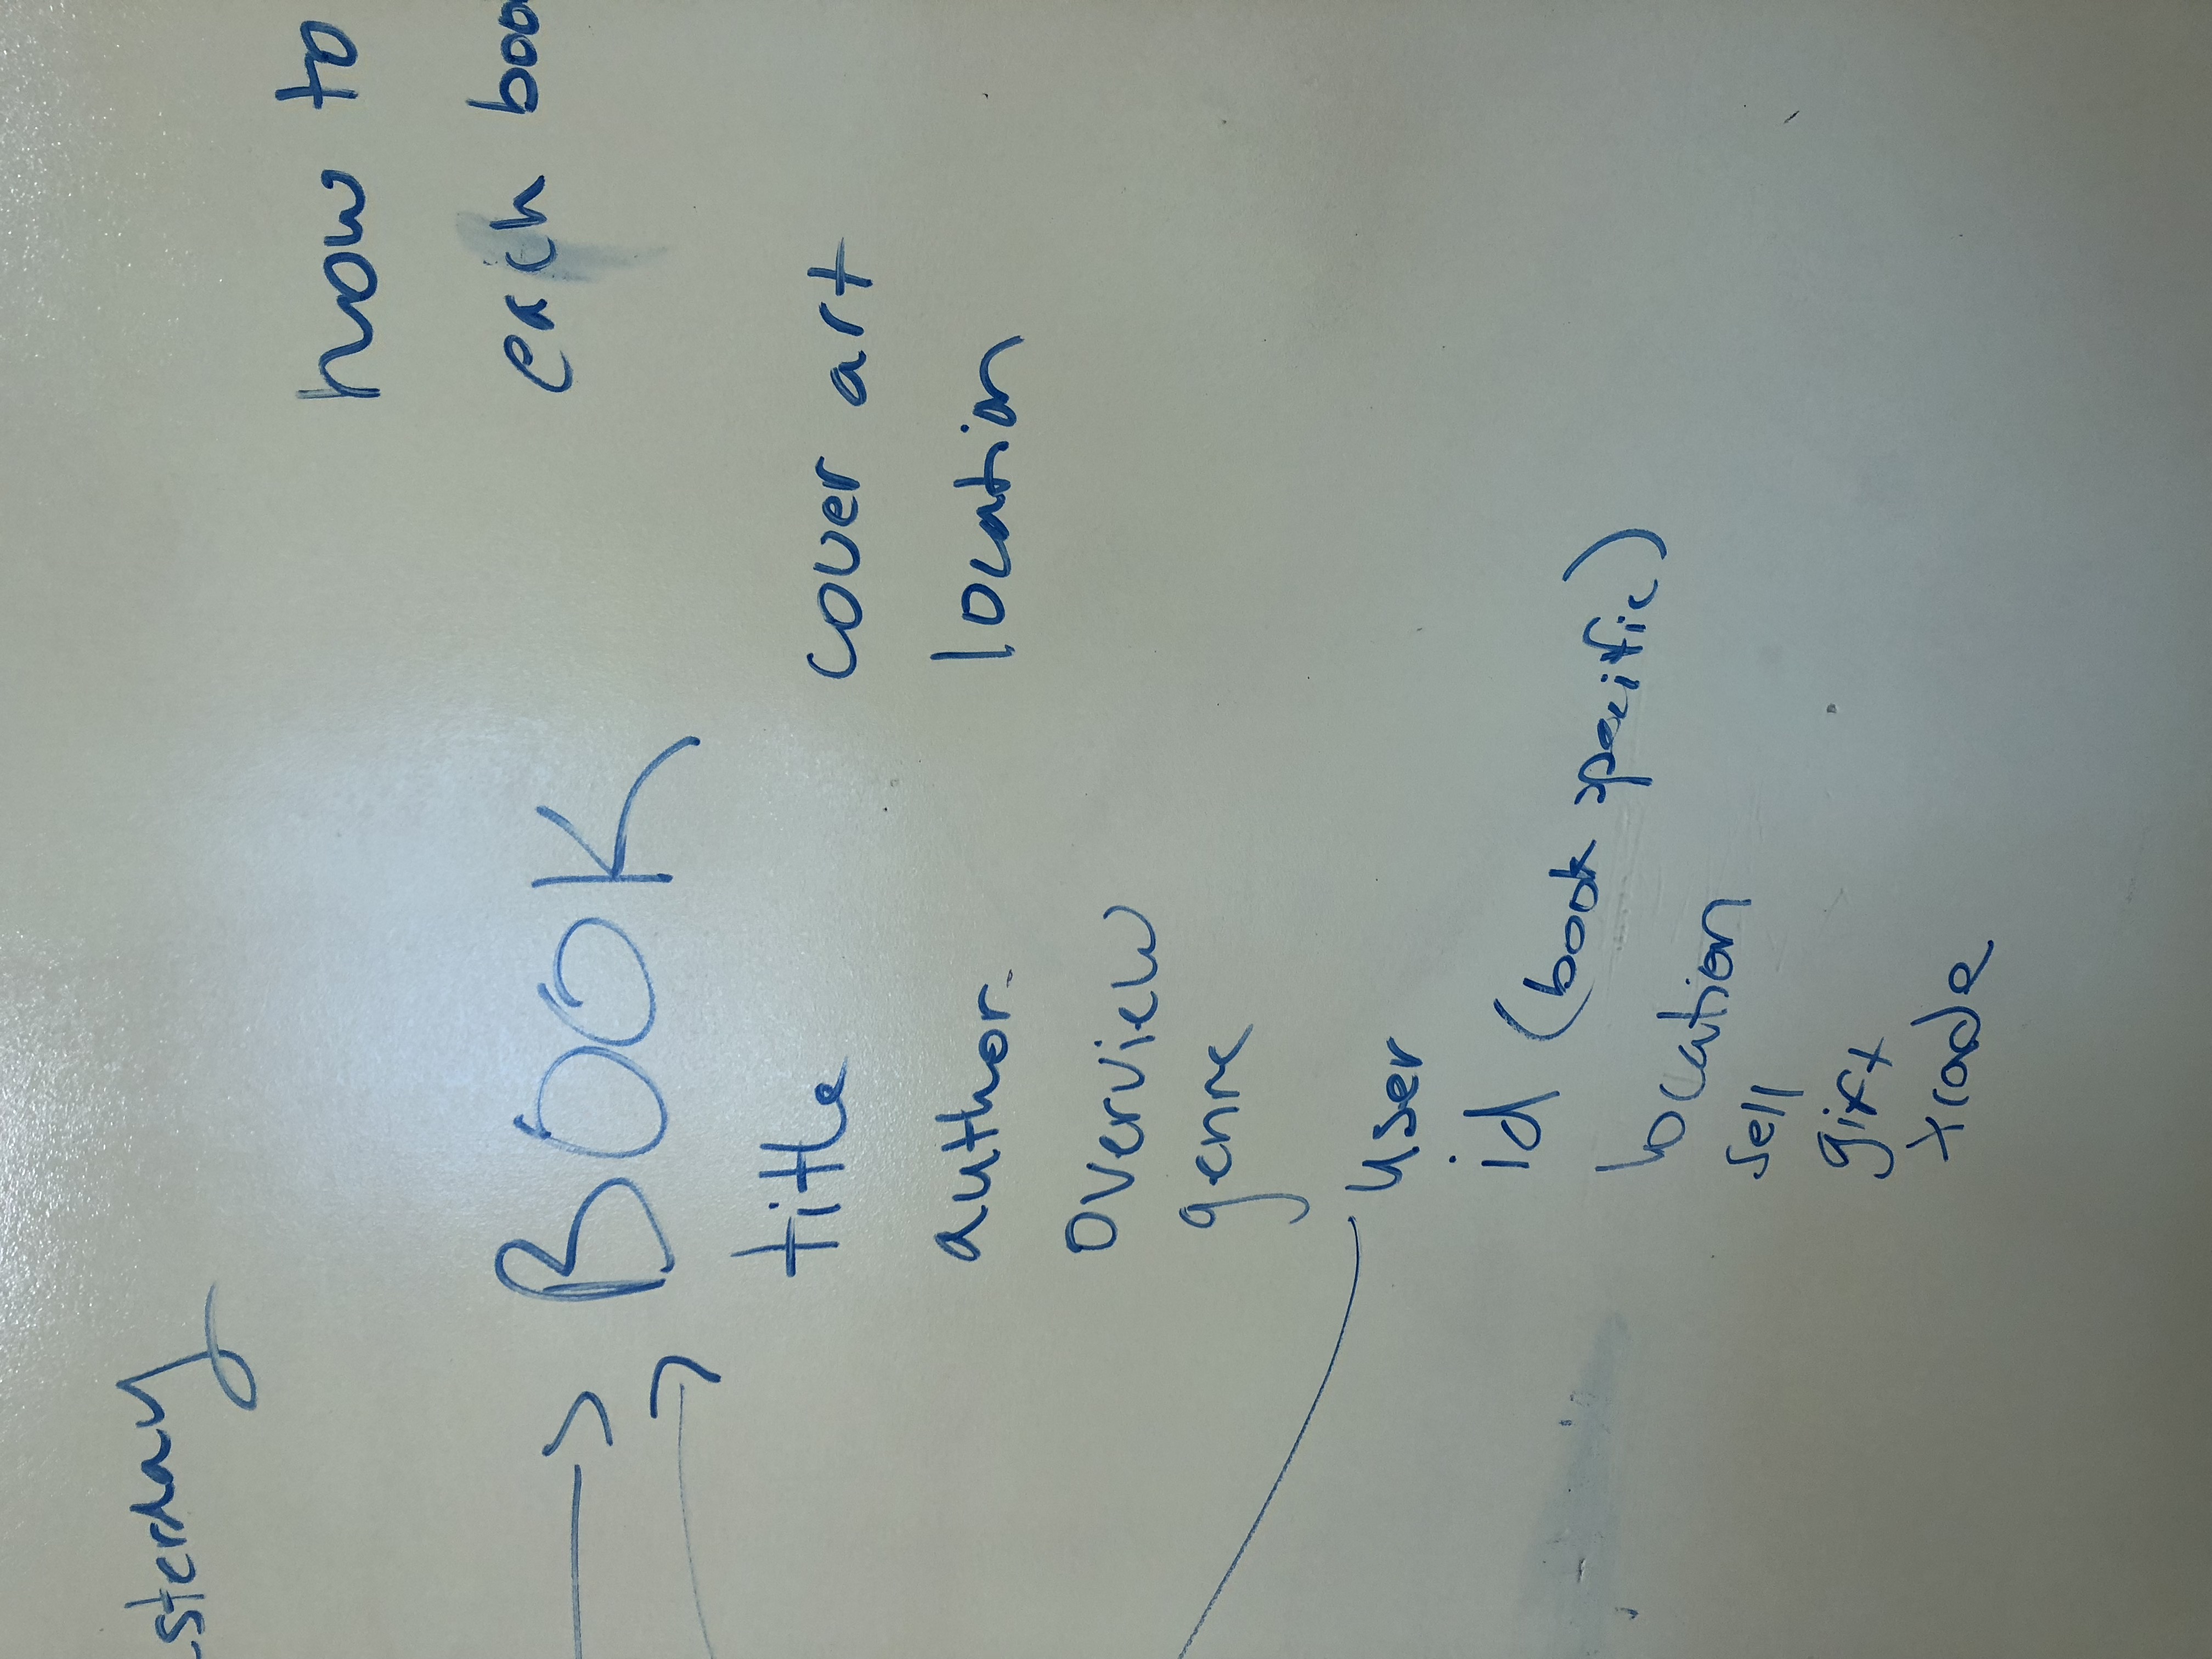 sterday
how to
each boo
BOOK
title
cover art
author
location
overview
genre
user
id (book specific)
location
sell
gift
trade